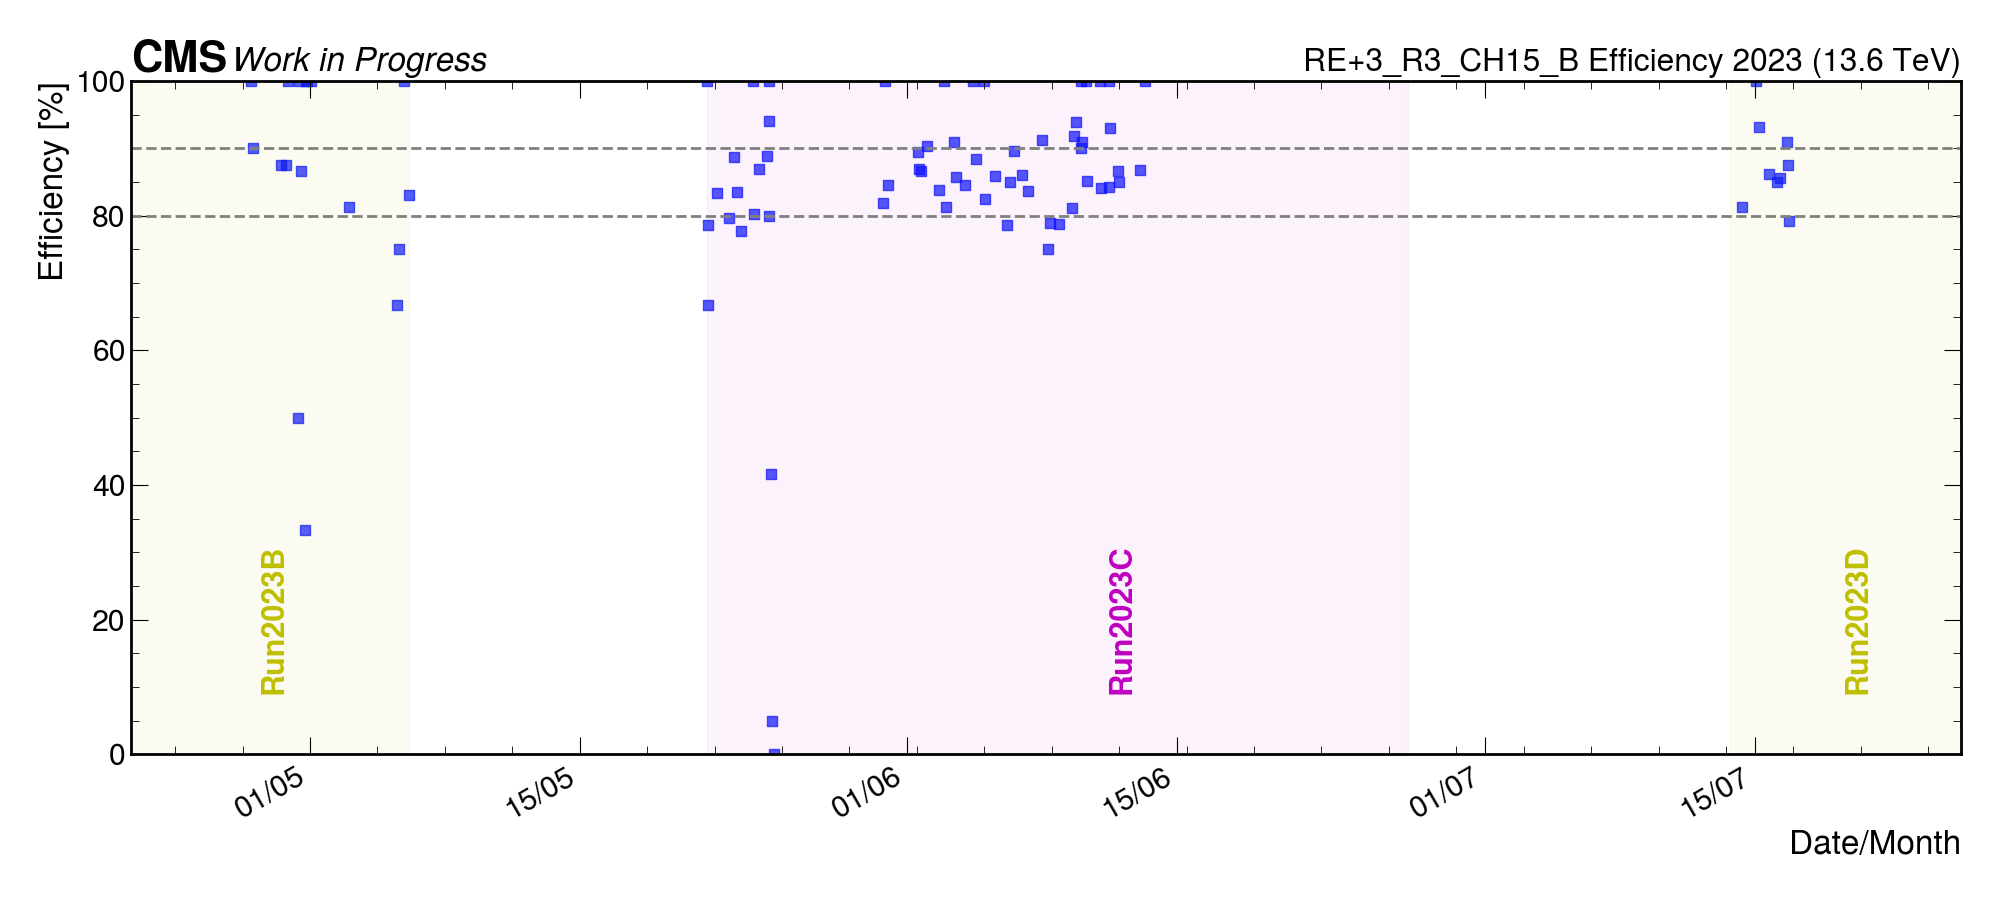 CMS Work in Progress
RE+3_R3_CH15_B Efficiency 2023 (13.6 TeV)
Efficiency [%]
100
80
60
40
20
0
Run2023B
Run2023C
Run2023D
01/05
15/05
01/06
15/06
01/07
15/07
Date/Month